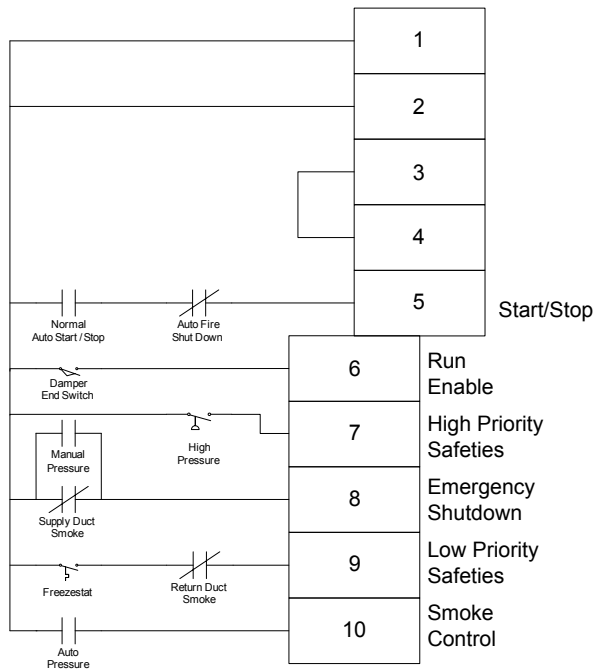 1
2
3
4
5
Start/Stop
Normal
Auto Start / Stop
Auto Fire
Shut Down
6
Run
Enable
Damper
End Switch
7
High Priority
Safeties
High
Pressure
Manual
Pressure
8
Emergency
Shutdown
Supply Duct
Smoke
9
Low Priority
Safeties
Freezestat
Return Duct
Smoke
10
Smoke
Control
Auto
Pressure